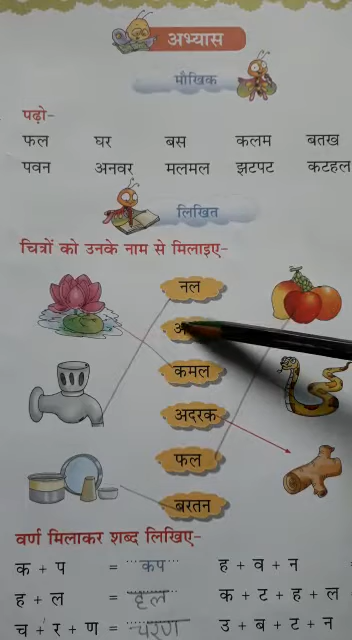 अभ्यास
मौखिक
पढ़ो-
फल घर बस कलम बतख
पवन अनवर मलमल झटपट कटहल
लिखित
चित्रों को उनके नाम से मिलाइए-
नल
कमल
अदरक
फल
बरतन
वर्ण मिलाकर शब्द लिखिए-
क + प = कप ह + व + न =
ह + ल = हल क + ट + ह + ल
च + र + ण = चरण उ + ब + ट + न